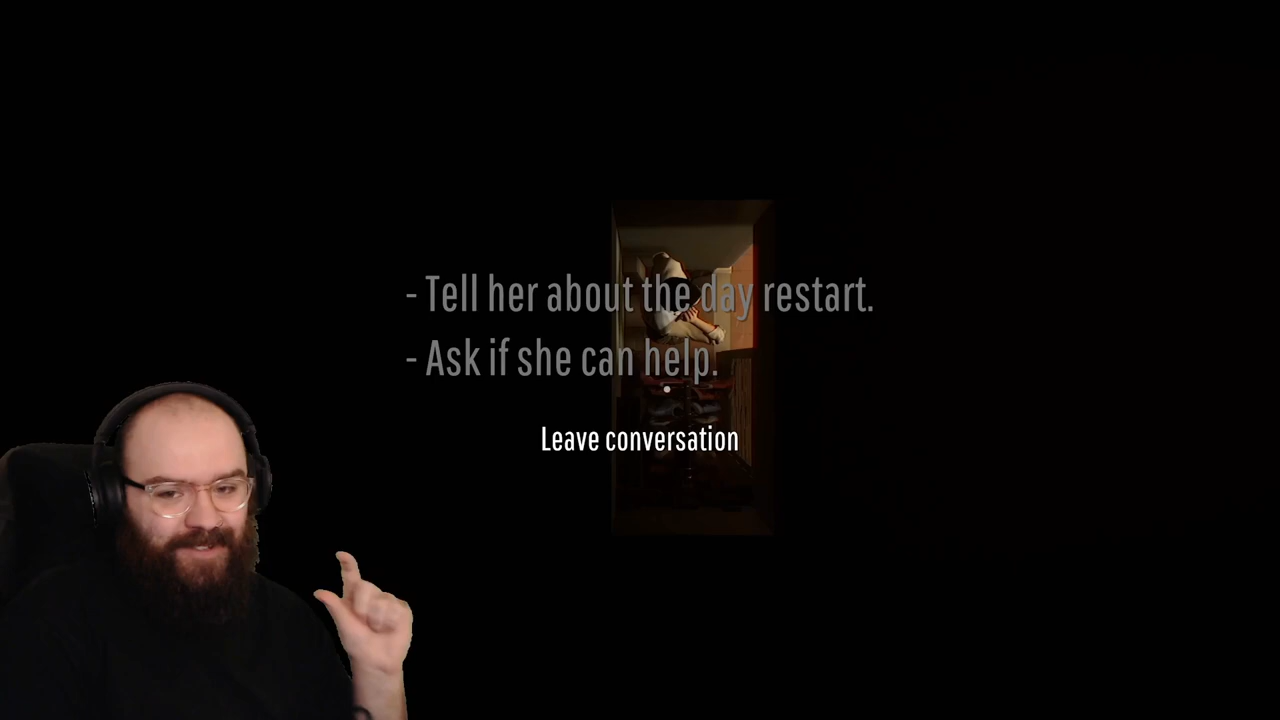 - Tell her about the day restart.
- Ask if she can help.
Leave conversation